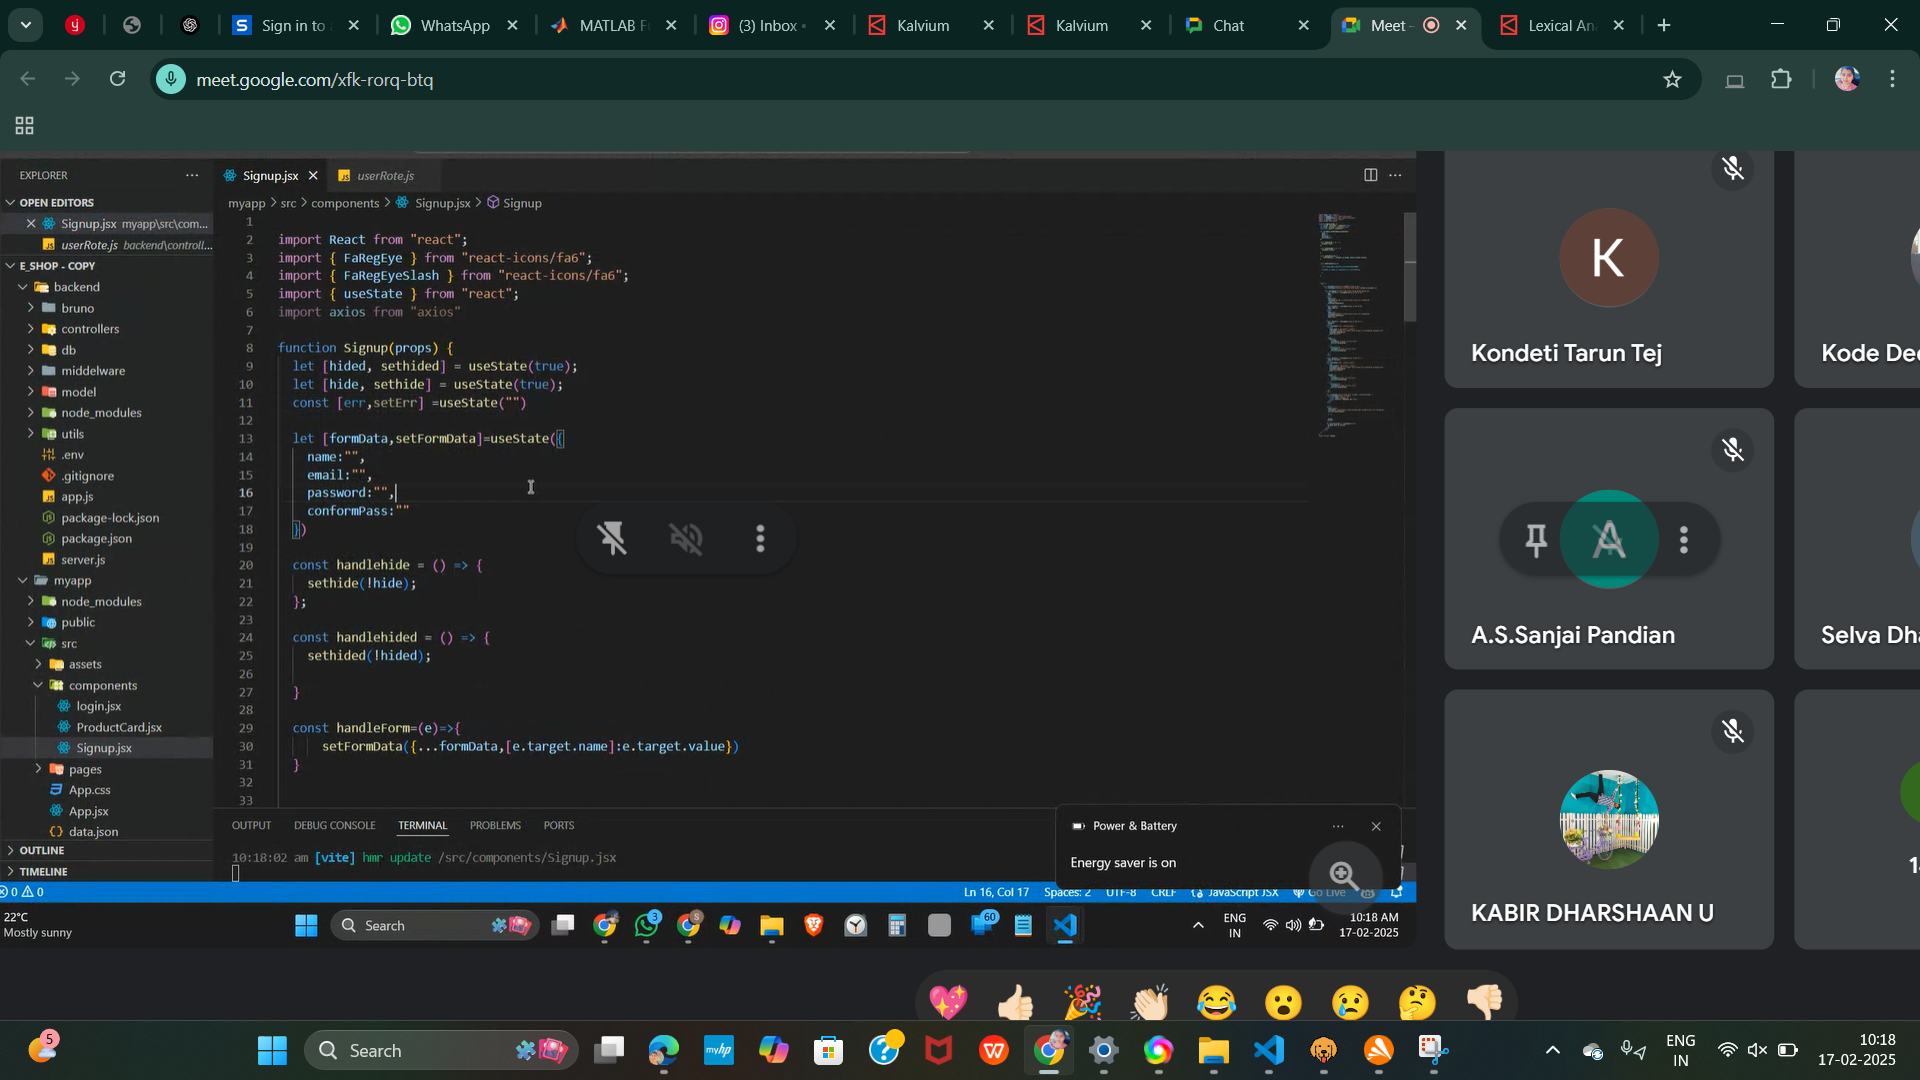 Sign in to
WhatsApp
MATLAB F
(3) Inbox
Kalvium
Kalvium
Chat
Meet -
Lexical An
meet.google.com/xfk-rorq-btq
EXPLORER
OPEN EDITORS
Signup.jsx myapp\src\com...
userRote.js backend\controll...
E_SHOP - COPY
backend
bruno
controllers
db
middelware
model
node_modules
utils
.env
.gitignore
app.js
package-lock.json
package.json
server.js
myapp
node_modules
public
src
assets
components
login.jsx
ProductCard.jsx
Signup.jsx
pages
App.css
App.jsx
data.json
OUTLINE
TIMELINE
Signup.jsx
userRote.js
myapp > src > components > Signup.jsx > Signup
1
2 import React from "react";
3 import { FaRegEye } from "react-icons/fa6";
4 import { FaRegEyeSlash } from "react-icons/fa6";
5 import { useState } from "react";
6 import axios from "axios"
7
8 function Signup(props) {
9 let [hided, sethided] = useState(true);
10 let [hide, sethide] = useState(true);
11 const [err,setErr] =useState("")
12
13 let [formData,setFormData]=useState({
14 name:"",
15 email:"",
16 password:"",
17 conformPass:""
18 })
19
20 const handlehide = () => {
21 sethide(!hide);
22 };
23
24 const handlehided = () => {
25 sethided(!hided);
26
27 }
28
29 const handleForm=(e)=>{
30 setFormData({...formData,[e.target.name]:e.target.value})
31 }
32
33
OUTPUT DEBUG CONSOLE TERMINAL PROBLEMS PORTS
10:18:02 am [vite] hmr update /src/components/Signup.jsx
Power & Battery
Energy saver is on
0 0
Ln 16, Col 17 Spaces: 2 UTF-8 CRLF JavaScript JSX Go Live
22°C
Mostly sunny
Search
3
S
60
ENG
IN
10:18 AM
17-02-2025
K
Kondeti Tarun Tej
Kode De
A
A.S.Sanjai Pandian
Selva Dh
KABIR DHARSHAAN U
5
Search
myhp
ENG
IN
10:18
17-02-2025